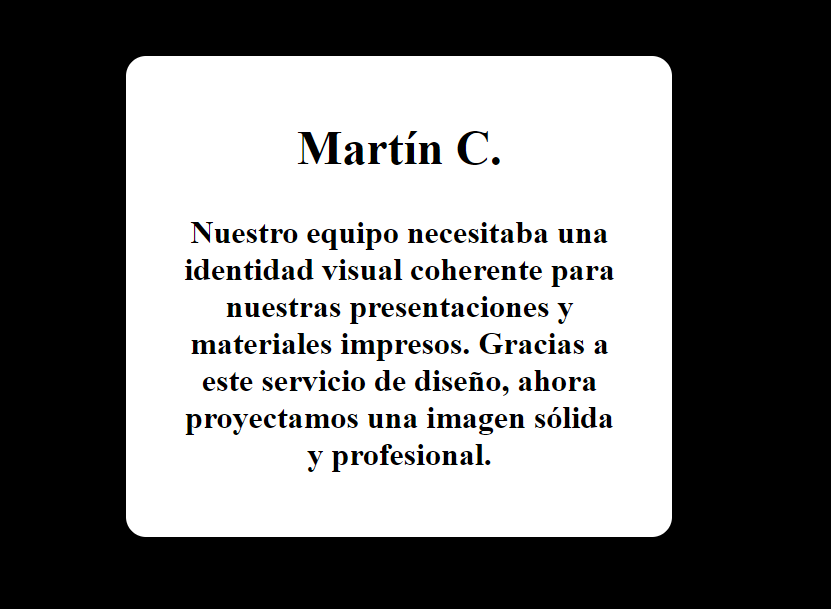 Martín C.
Nuestro equipo necesitaba una
identidad visual coherente para
nuestras presentaciones y
materiales impresos. Gracias a
este servicio de diseño, ahora
proyectamos una imagen sólida
y profesional.